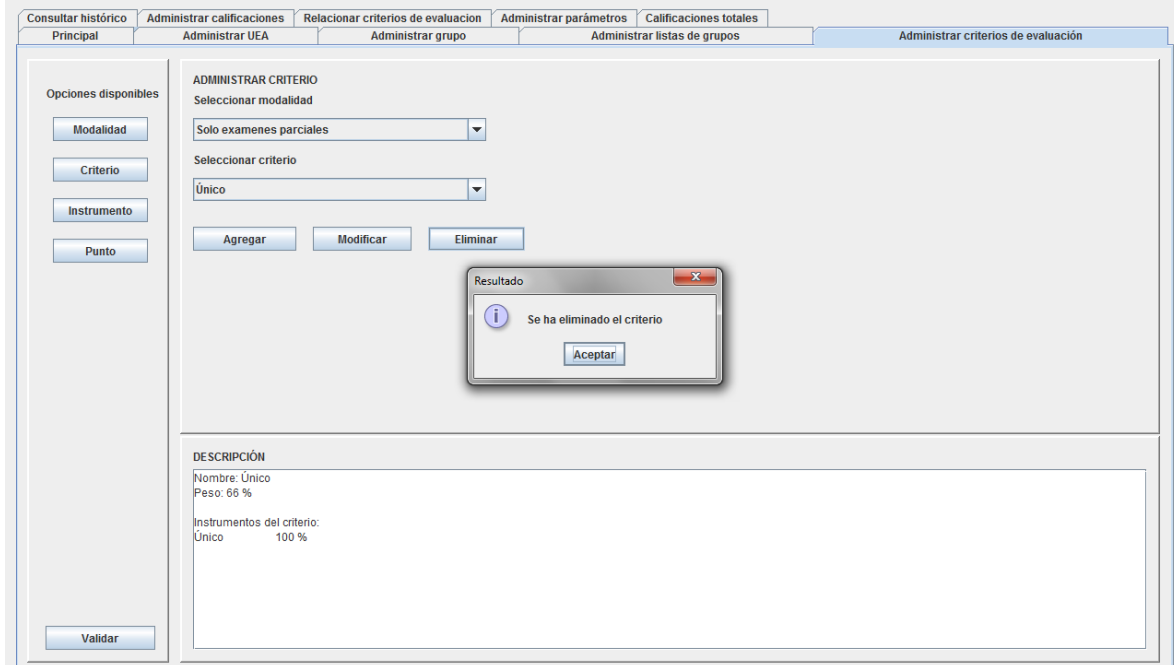 Consultar histórico Administrar calificaciones Relacionar criterios de evaluacion Administrar parámetros Calificaciones totales
Principal Administrar UEA Administrar grupo Administrar listas de grupos Administrar criterios de evaluación
Opciones disponibles
Modalidad
Criterio
Instrumento
Punto
Validar
ADMINISTRAR CRITERIO
Seleccionar modalidad
Solo examenes parciales
Seleccionar criterio
Único
Agregar Modificar Eliminar
Resultado
Se ha eliminado el criterio
Aceptar
DESCRIPCIÓN
Nombre: Único
Peso: 66 %
Instrumentos del criterio:
Único 100 %